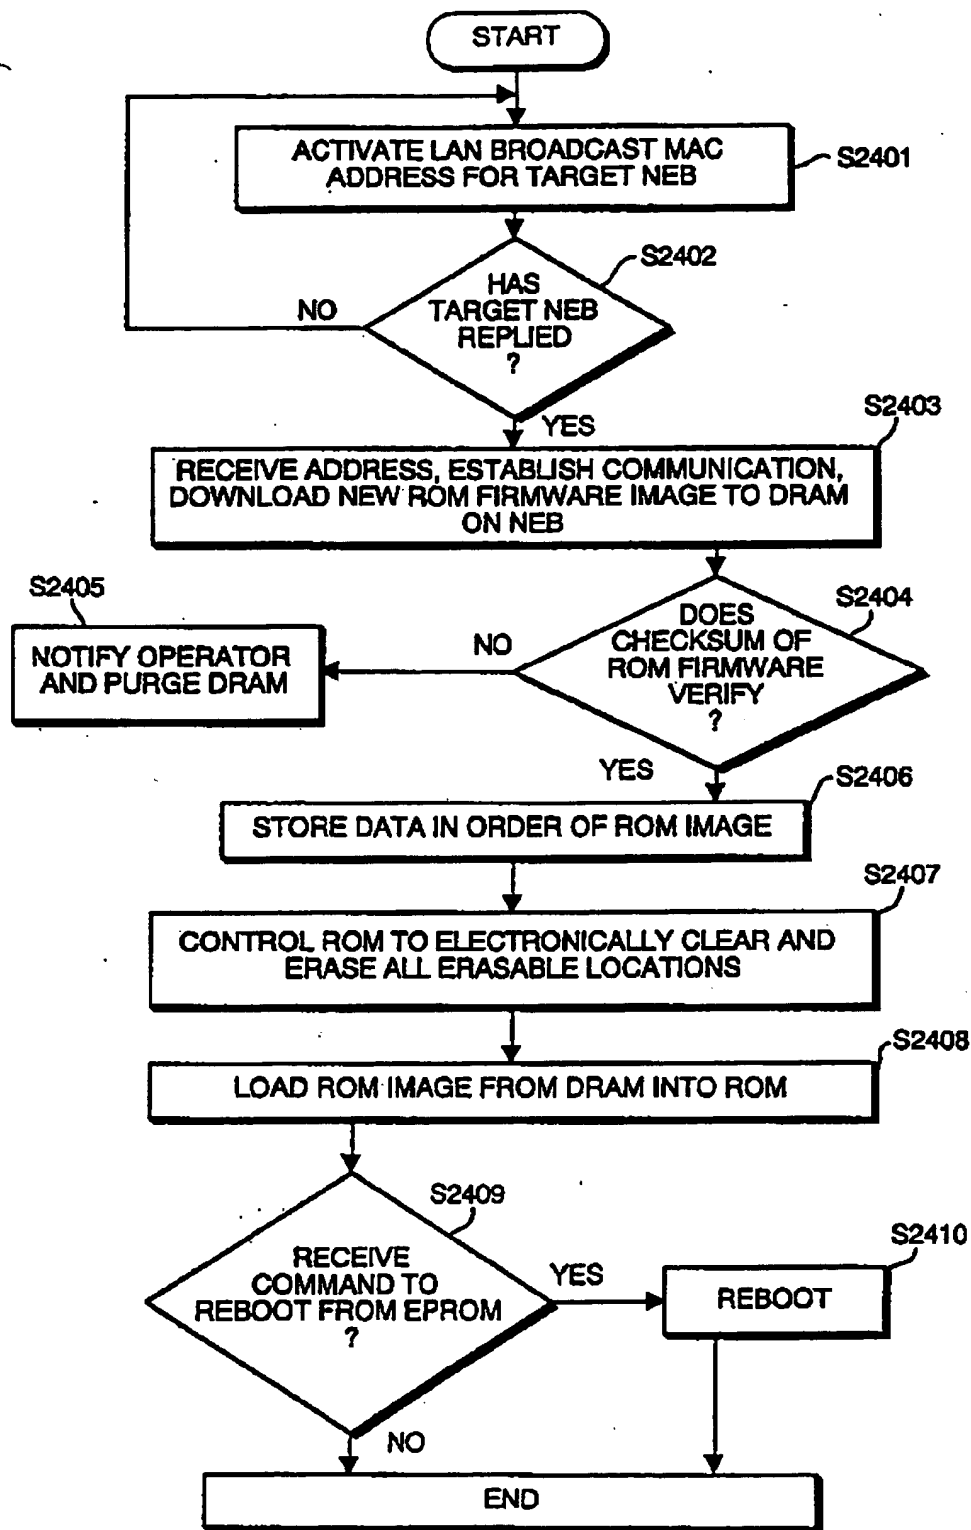 START
ACTIVATE LAN BROADCAST MAC
ADDRESS FOR TARGET NEB
S2401
S2402
HAS
TARGET NEB
REPLIED
?
NO
YES
S2403
RECEIVE ADDRESS, ESTABLISH COMMUNICATION,
DOWNLOAD NEW ROM FIRMWARE IMAGE TO DRAM
ON NEB
S2405
NOTIFY OPERATOR
AND PURGE DRAM
NO
S2404
DOES
CHECKSUM OF
ROM FIRMWARE
VERIFY
?
YES
S2406
STORE DATA IN ORDER OF ROM IMAGE
S2407
CONTROL ROM TO ELECTRONICALLY CLEAR AND
ERASE ALL ERASABLE LOCATIONS
S2408
LOAD ROM IMAGE FROM DRAM INTO ROM
S2409
RECEIVE
COMMAND TO
REBOOT FROM EPROM
?
YES
S2410
REBOOT
NO
END